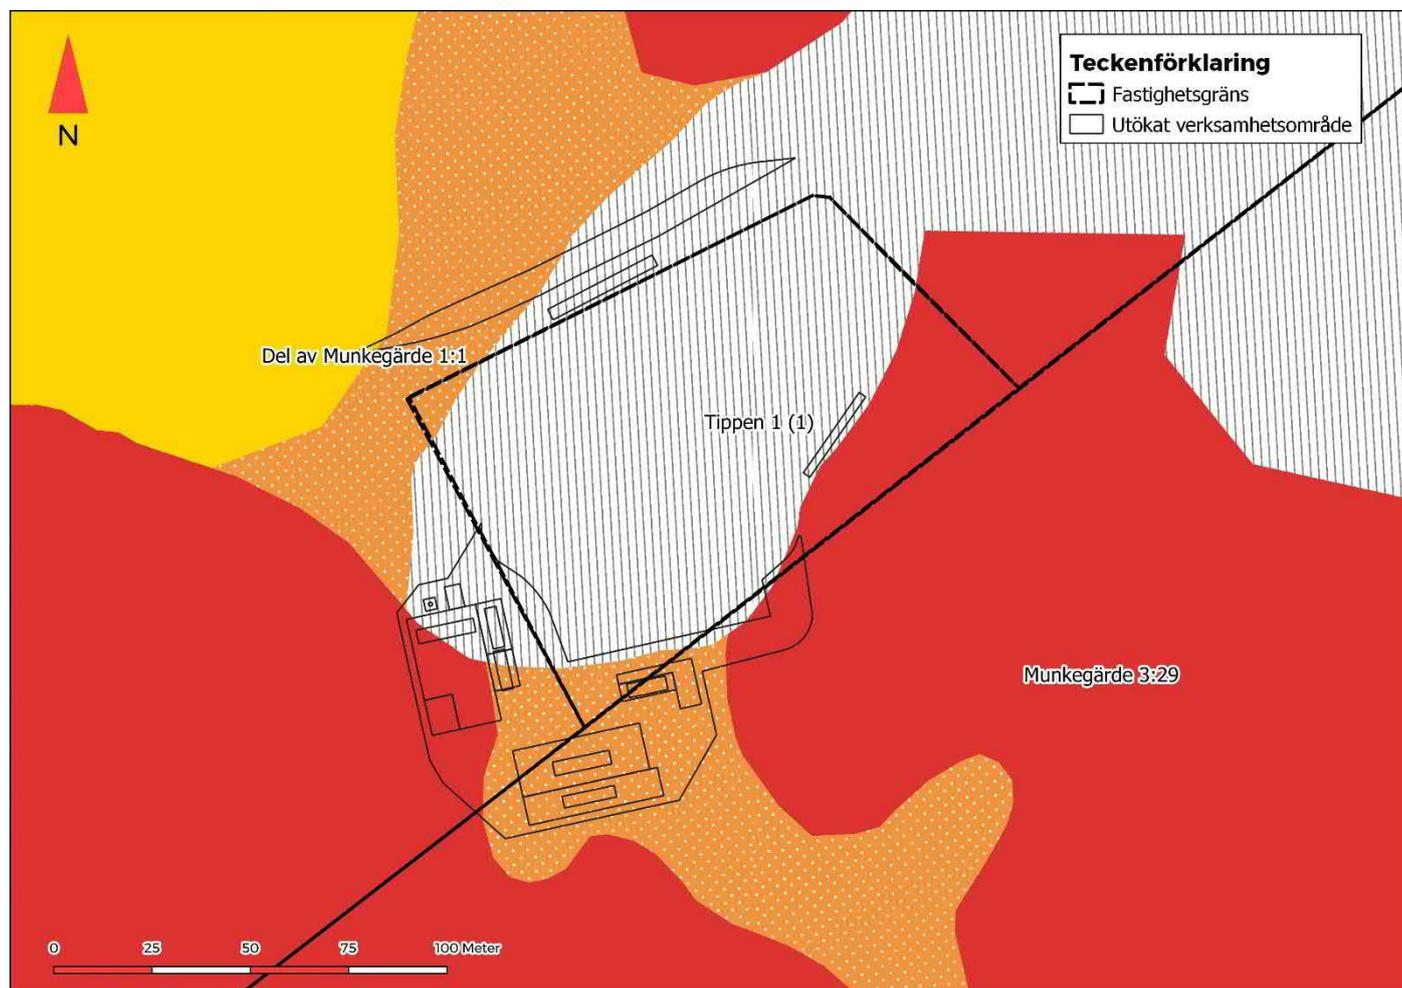 N
Teckenförklaring
Fastighetsgräns
Utökat verksamhetsområde
Del av Munkegärde 1:1
Tippen 1 (1)
Munkegärde 3:29
0 25 50 75 100 Meter